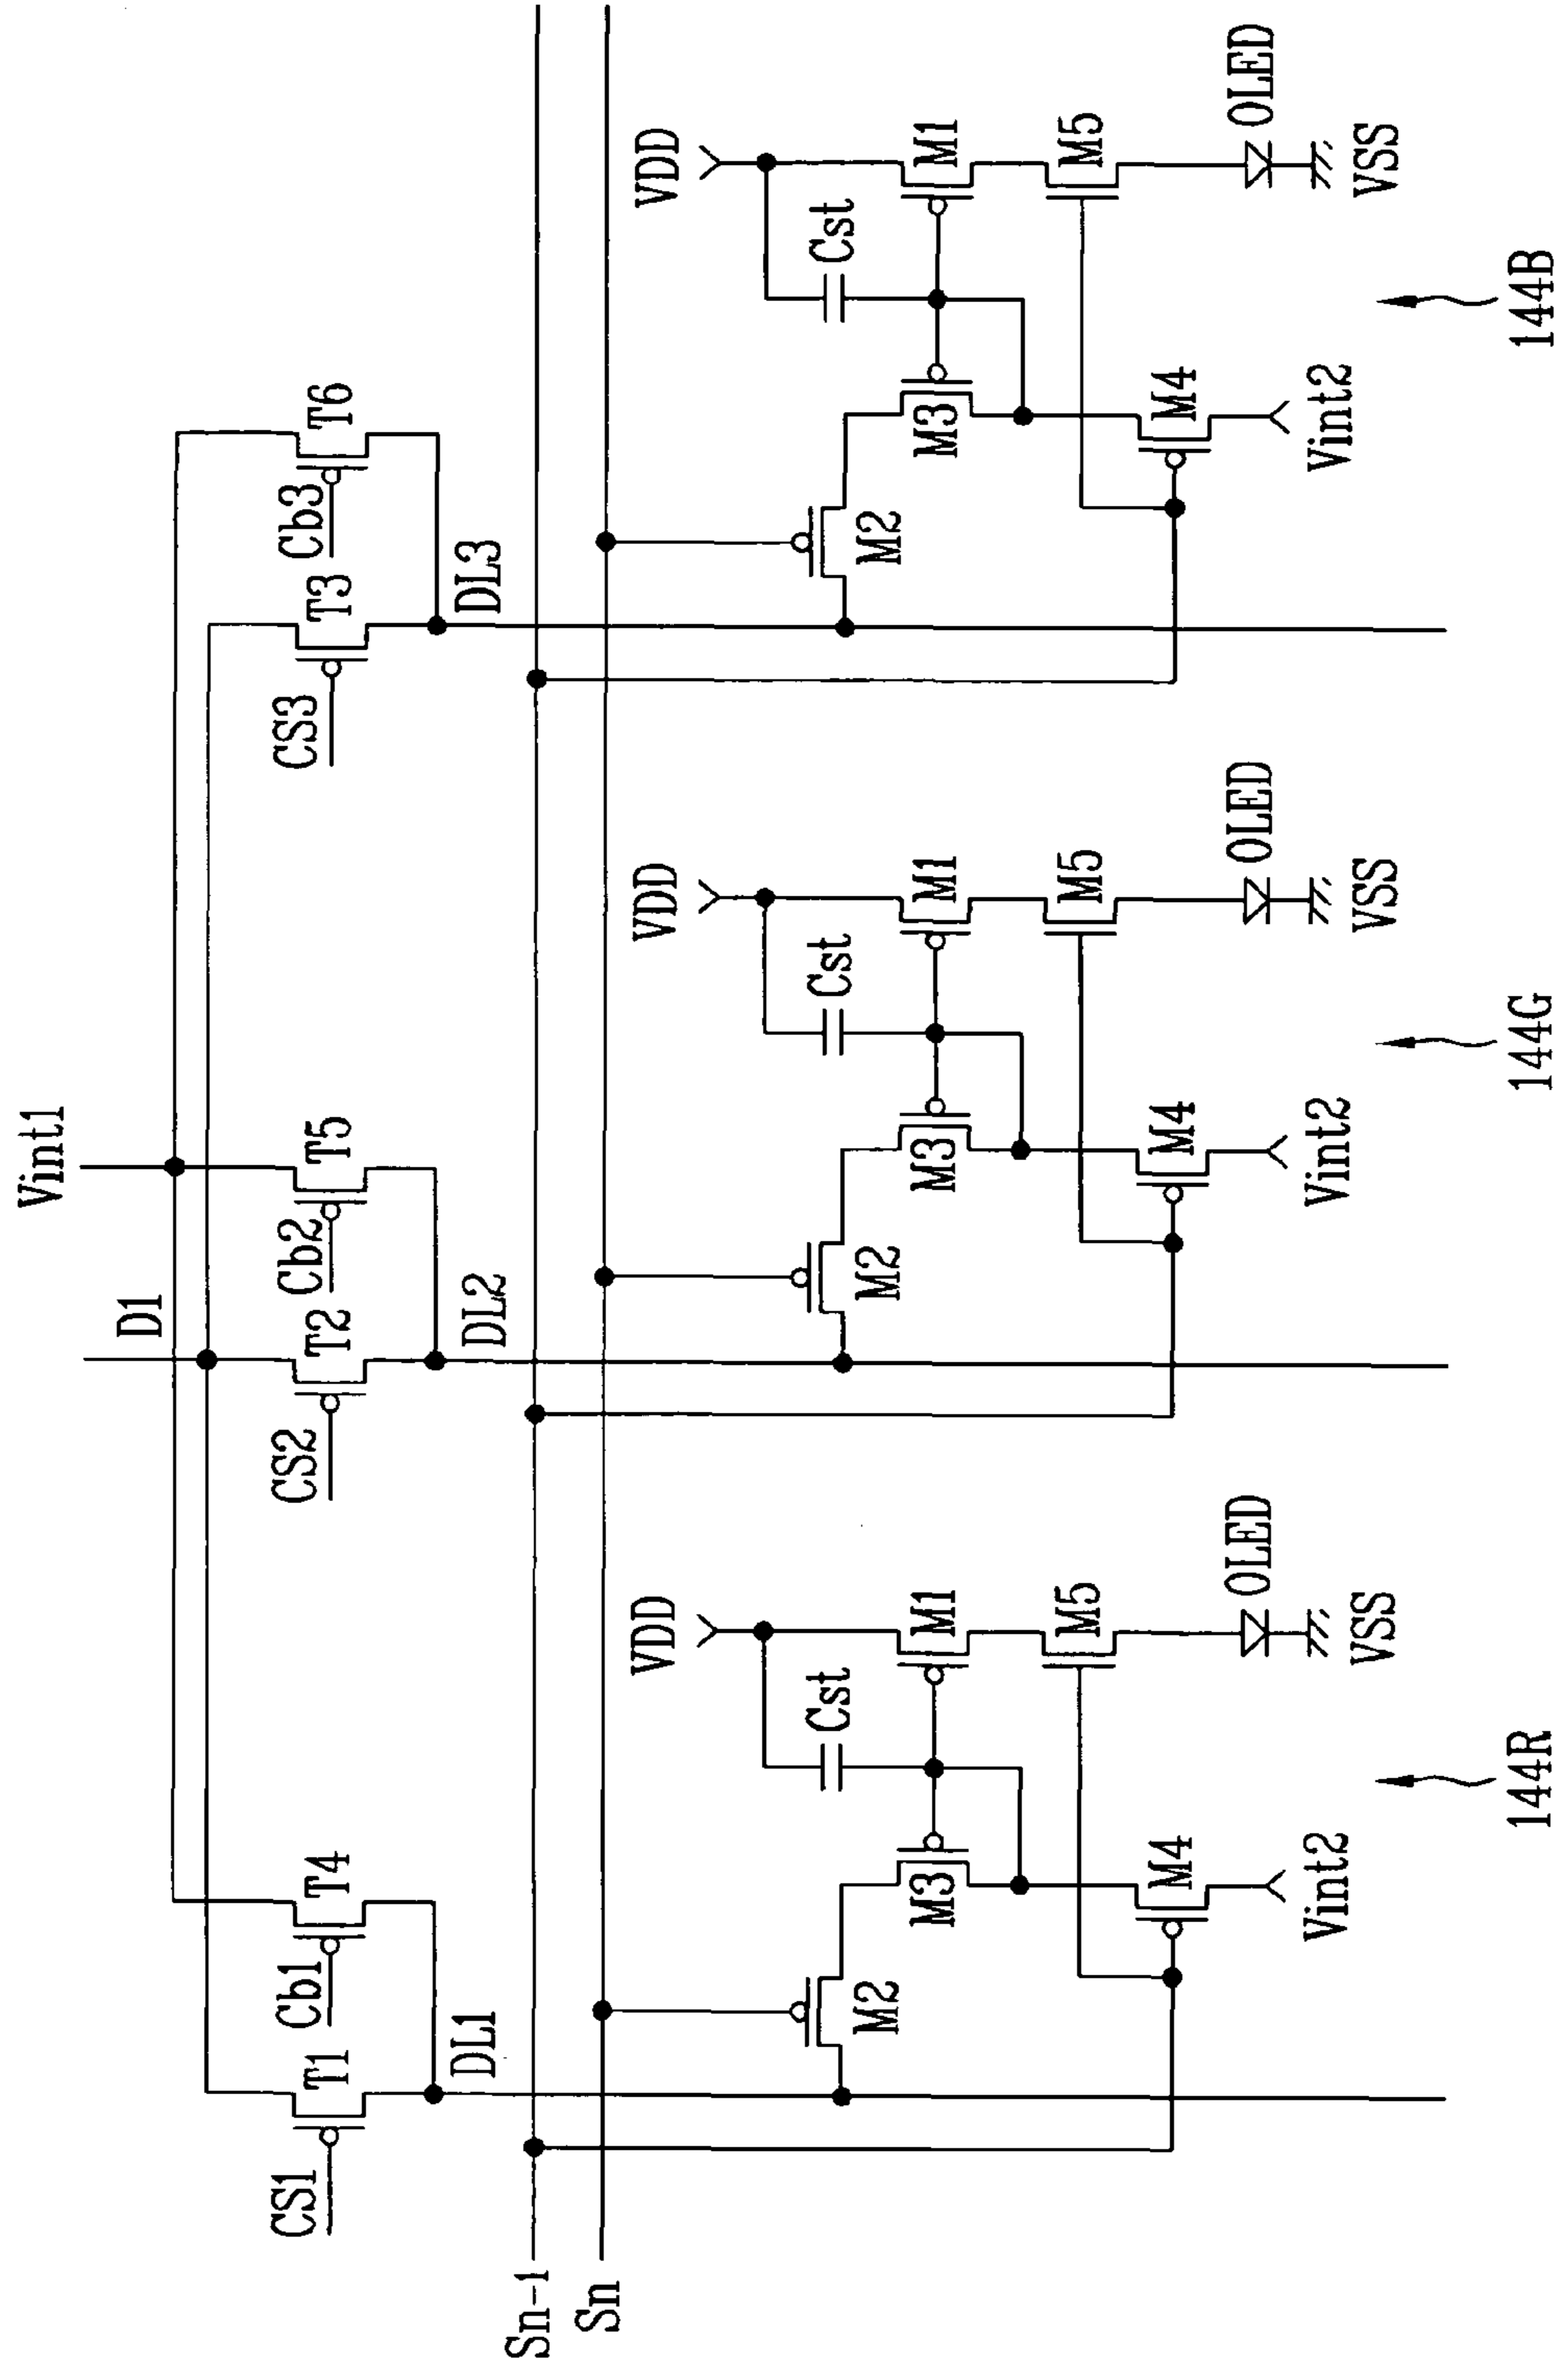 Vint1
D1
CS1
T1
Cb1
T4
CS2
T2
Cb2
T5
CS3
T3
Cb3
T6
DL1
DL2
DL3
Sn-1
Sn
VDD
Cst
M1
M2
M3
M5
M4
OLED
Vint2
VSS
144R
VDD
Cst
M1
M2
M3
M5
M4
OLED
Vint2
VSS
144G
VDD
Cst
M1
M2
M3
M5
M4
OLED
Vint2
VSS
144B